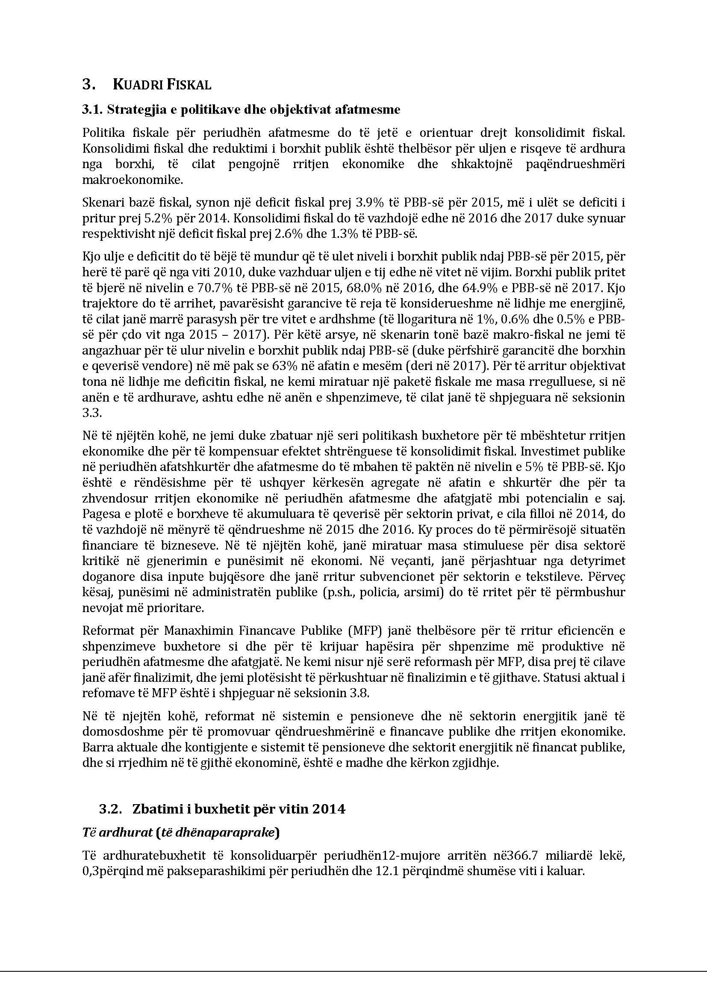 3. KUADRI FISKAL
3.1. Strategjia e politikave dhe objektivat afatmesme
Politika fiskale për periudhën afatmesme do të jetë e orientuar drejt konsolidimit fiskal.
Konsolidimi fiskal dhe reduktimi i borxhit publik është thelbësor për uljen e risqeve të ardhura
nga borxhi, të cilat pengojnë rritjen ekonomike dhe shkaktojnë paqëndrueshmëri
makroekonomike.
Skenari bazë fiskal, synon një deficit fiskal prej 3.9% të PBB-së për 2015, më i ulët se deficiti i
pritur prej 5.2% për 2014. Konsolidimi fiskal do të vazhdojë edhe në 2016 dhe 2017 duke synuar
respektivisht një deficit fiskal prej 2.6% dhe 1.3% të PBB-së.
Kjo ulje e deficitit do të bëjë të mundur që të ulet niveli i borxhit publik ndaj PBB-së për 2015, për
herë të parë që nga viti 2010, duke vazhduar uljen e tij edhe në vitet në vijim. Borxhi publik pritet
të bjerë në nivelin e 70.7% të PBB-së në 2015, 68.0% në 2016, dhe 64.9% e PBB-së në 2017. Kjo
trajektore do të arrihet, pavarësisht garancive të reja të konsiderueshme në lidhje me energjinë,
të cilat janë marrë parasysh për tre vitet e ardhshme (të llogaritura në 1%, 0.6% dhe 0.5% e PBB-
së për çdo vit nga 2015 – 2017). Për këtë arsye, në skenarin tonë bazë makro-fiskal ne jemi të
angazhuar për të ulur nivelin e borxhit publik ndaj PBB-së (duke përfshirë garancitë dhe borxhin
e qeverisë vendore) në më pak se 63% në afatin e mesëm (deri në 2017). Për të arritur objektivat
tona në lidhje me deficitin fiskal, ne kemi miratuar një paketë fiskale me masa rregulluese, si në
anën e të ardhurave, ashtu edhe në anën e shpenzimeve, të cilat janë të shpjeguara në seksionin
3.3.
Në të njëjtën kohë, ne jemi duke zbatuar një seri politikash buxhetore për të mbështetur rritjen
ekonomike dhe për të kompensuar efektet shtrënguese të konsolidimit fiskal. Investimet publike
në periudhën afatshkurtër dhe afatmesme do të mbahen të paktën në nivelin e 5% të PBB-së. Kjo
është e rëndësishme për të ushqyer kërkesën agregate në afatin e shkurtër dhe për ta
zhvendosur rritjen ekonomike në periudhën afatmesme dhe afatgjatë mbi potencialin e saj.
Pagesa e plotë e borxheve të akumuluara të qeverisë për sektorin privat, e cila filloi në 2014, do
të vazhdojë në mënyrë të qëndrueshme në 2015 dhe 2016. Ky proces do të përmirësojë situatën
financiare të bizneseve. Në të njëjtën kohë, janë miratuar masa stimuluese për disa sektorë
kritikë në gjenerimin e punësimit në ekonomi. Në veçanti, janë përjashtuar nga detyrimet
doganore disa inpute bujqësore dhe janë rritur subvencionet për sektorin e tekstileve. Përveç
kësaj, punësimi në administratën publike (p.sh., policia, arsimi) do të rritet për të përmbushur
nevojat më prioritare.
Reformat për Manaxhimin Financave Publike (MFP) janë thelbësore për të rritur eficiencën e
shpenzimeve buxhetore si dhe për të krijuar hapësira për shpenzime më produktive në
periudhën afatmesme dhe afatgjatë. Ne kemi nisur një serë reformash për MFP, disa prej të cilave
janë afër finalizimit, dhe jemi plotësisht të përkushtuar në finalizimin e të gjithave. Statusi aktual i
refomave të MFP është i shpjeguar në seksionin 3.8.
Në të njejtën kohë, reformat në sistemin e pensioneve dhe në sektorin energjitik janë të
domosdoshme për të promovuar qëndrueshmërinë e financave publike dhe rritjen ekonomike.
Barra aktuale dhe kontigjente e sistemit të pensioneve dhe sektorit energjitik në financat publike,
dhe si rrjedhim në të gjithë ekonominë, është e madhe dhe kërkon zgjidhje.
3.2. Zbatimi i buxhetit për vitin 2014
Të ardhurat (të dhënaparaprake)
Të ardhuratebuxhetit të konsoliduarpër periudhën12-mujore arritën në366.7 miliardë lekë,
0,3përqind më pakseparashikimi për periudhën dhe 12.1 përqindmë shumëse viti i kaluar.